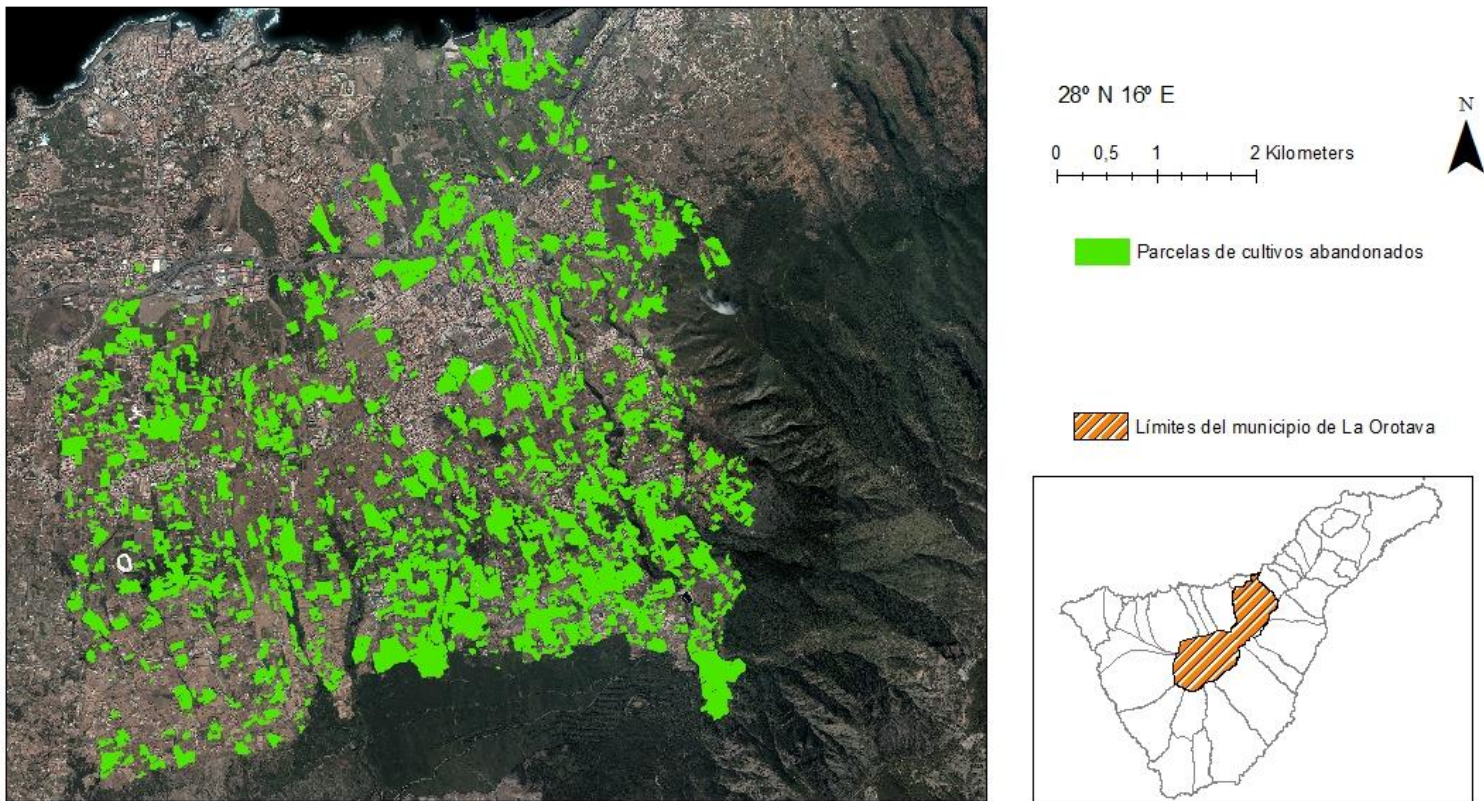 28º N 16º E
N
0 0,5 1 2 Kilometers
Parcelas de cultivos abandonados
Límites del municipio de La Orotava